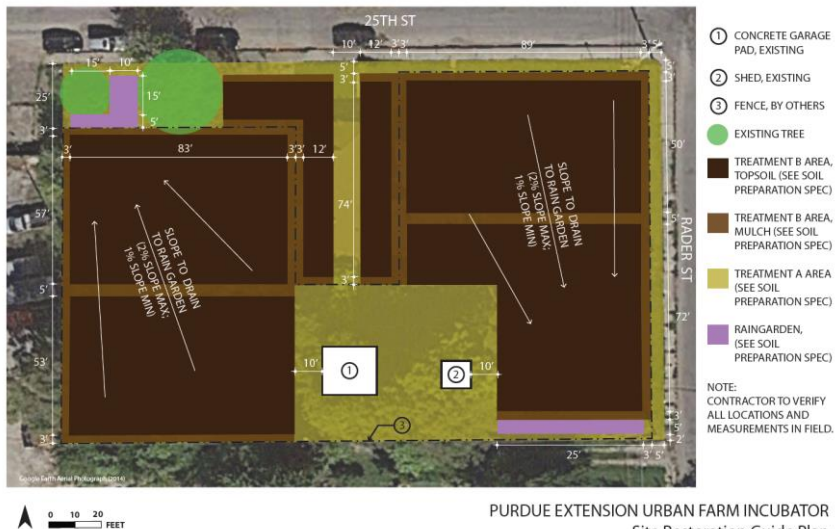 25TH ST
10' 12' 3' 3' 89' 3' 5'
15' 10'
5'
3'
25'
15'
5'
3'
3' 83' 3' 3' 12'
50'
57'
SLOPE TO DRAIN
TO RAIN GARDEN
(2% SLOPE MAX;
1% SLOPE MIN)
SLOPE TO DRAIN
TO RAIN GARDEN
(2% SLOPE MAX;
1% SLOPE MIN)
74'
RADER ST
5'
3'
5'
72'
53'
10' 1 2 10'
3'
3
3'
5'
2'
25' 3' 5'
Google Earth Aerial Photograph (2014)
1 CONCRETE GARAGE
PAD, EXISTING
2 SHED, EXISTING
3 FENCE, BY OTHERS
EXISTING TREE
TREATMENT B AREA,
TOPSOIL (SEE SOIL
PREPARATION SPEC)
TREATMENT B AREA,
MULCH (SEE SOIL
PREPARATION SPEC)
TREATMENT A AREA
(SEE SOIL
PREPARATION SPEC)
RAINGARDEN,
(SEE SOIL
PREPARATION SPEC)
NOTE:
CONTRACTOR TO VERIFY
ALL LOCATIONS AND
MEASUREMENTS IN FIELD.
0 10 20
FEET
PURDUE EXTENSION URBAN FARM INCUBATOR
Site Restoration Guide Plan